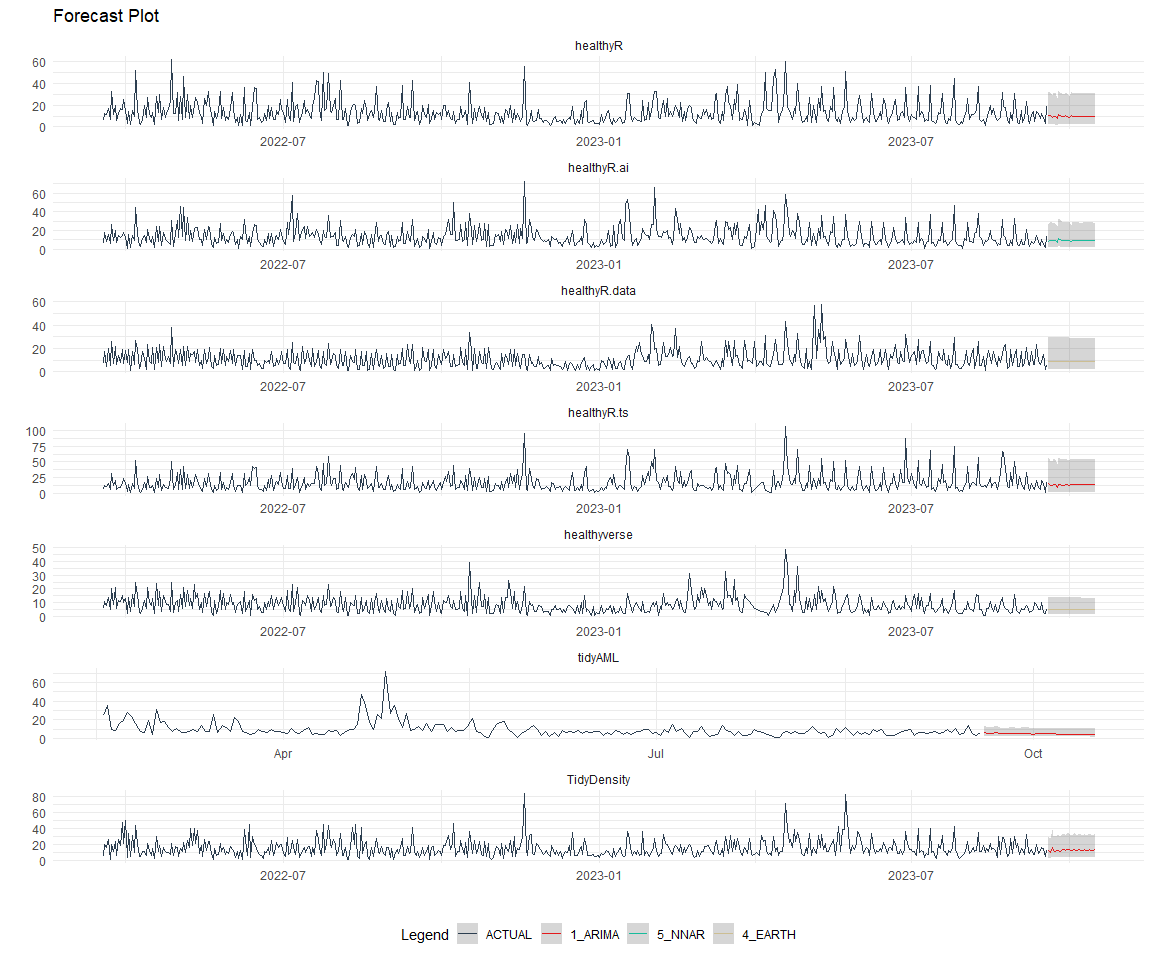 Forecast Plot
healthyR
60
40
20
0
2022-07 2023-01 2023-07
healthyR.ai
60
40
20
0
2022-07 2023-01 2023-07
healthyR.data
60
40
20
0
2022-07 2023-01 2023-07
healthyR.ts
100
75
50
25
0
2022-07 2023-01 2023-07
healthyverse
50
40
30
20
10
0
2022-07 2023-01 2023-07
tidyAML
60
40
20
0
Apr Jul Oct
TidyDensity
80
60
40
20
0
2022-07 2023-01 2023-07
Legend ACTUAL 1_ARIMA 5_NNAR 4_EARTH